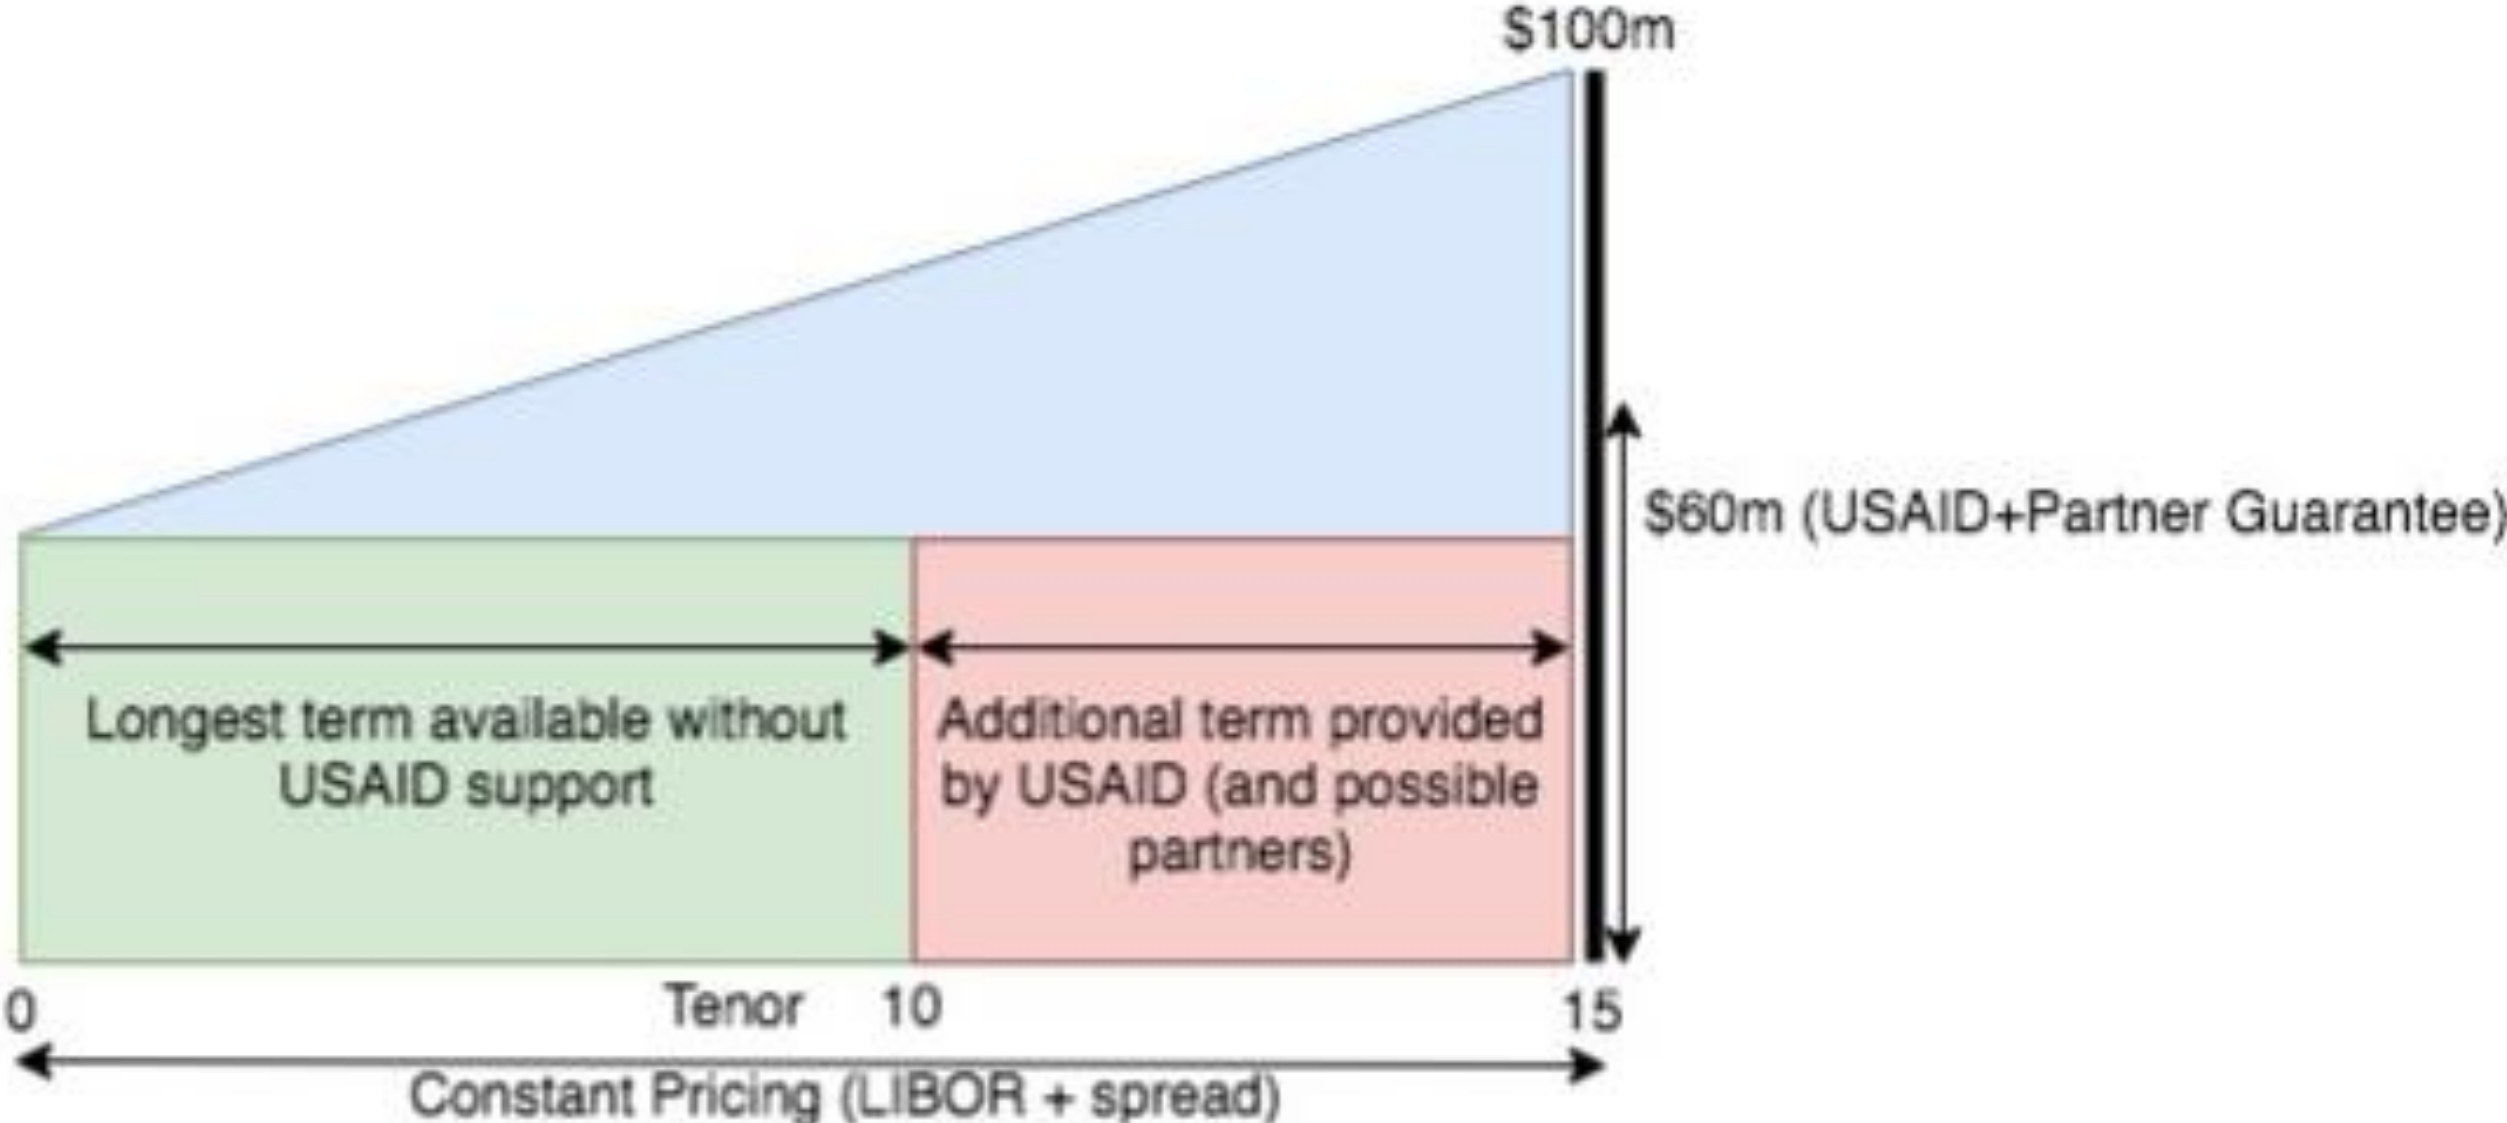 $100m
$60m (USAID+Partner Guarantee)
Longest term available without
USAID support
Additional term provided
by USAID (and possible
partners)
0
Tenor
10
15
Constant Pricing (LIBOR + spread)